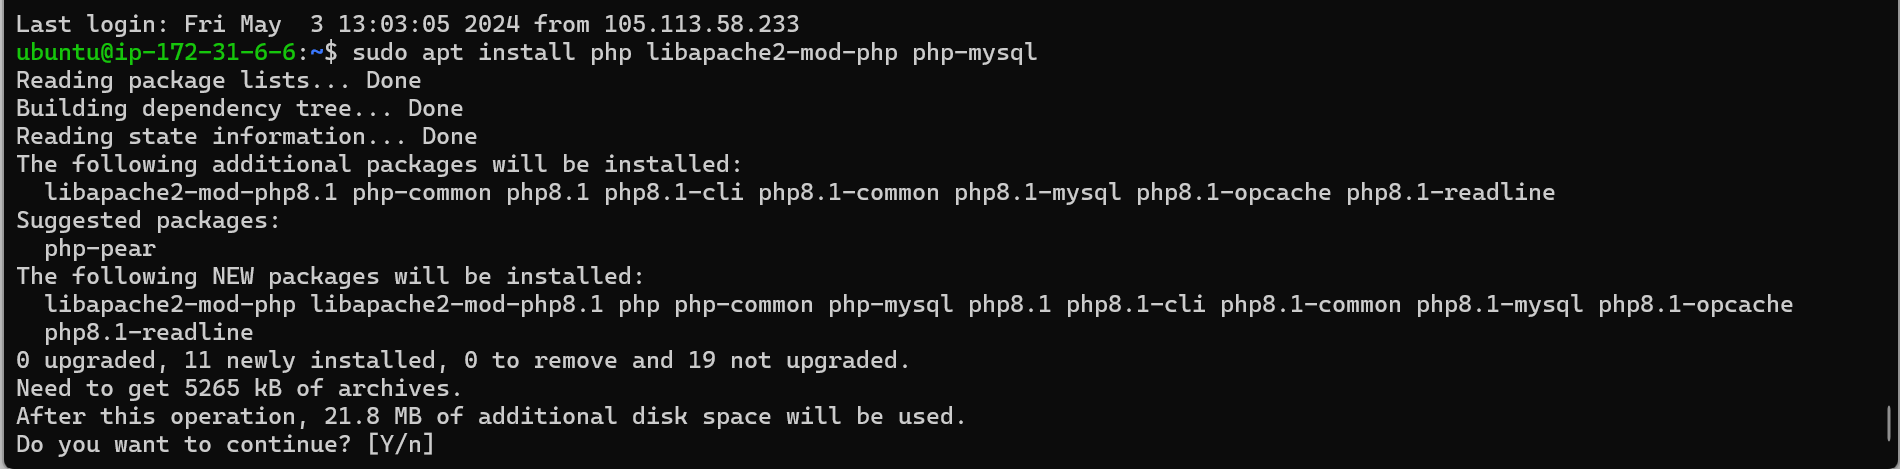 Last login: Fri May  3 13:03:05 2024 from 105.113.58.233
ubuntu@ip-172-31-6-6:~$ sudo apt install php libapache2-mod-php php-mysql
Reading package lists... Done
Building dependency tree... Done
Reading state information... Done
The following additional packages will be installed:
  libapache2-mod-php8.1 php-common php8.1 php8.1-cli php8.1-common php8.1-mysql php8.1-opcache php8.1-readline
Suggested packages:
  php-pear
The following NEW packages will be installed:
  libapache2-mod-php libapache2-mod-php8.1 php php-common php-mysql php8.1 php8.1-cli php8.1-common php8.1-mysql php8.1-opcache
  php8.1-readline
0 upgraded, 11 newly installed, 0 to remove and 19 not upgraded.
Need to get 5265 kB of archives.
After this operation, 21.8 MB of additional disk space will be used.
Do you want to continue? [Y/n]